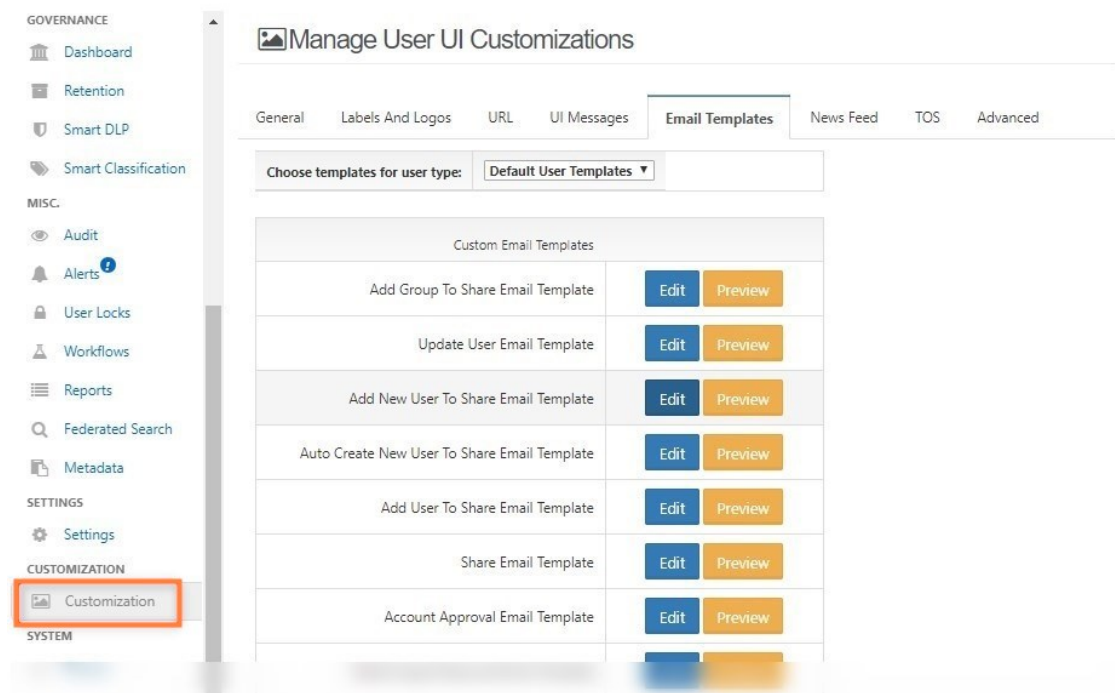 GOVERNANCE
Dashboard
Retention
Smart DLP
Smart Classification
MISC.
Audit
Alerts
User Locks
Workflows
Reports
Federated Search
Metadata
SETTINGS
Settings
CUSTOMIZATION
Customization
SYSTEM
Manage User UI Customizations
General Labels And Logos URL UI Messages Email Templates News Feed TOS Advanced
Choose templates for user type: Default User Templates
Custom Email Templates
Add Group To Share Email Template Edit Preview
Update User Email Template Edit Preview
Add New User To Share Email Template Edit Preview
Auto Create New User To Share Email Template Edit Preview
Add User To Share Email Template Edit Preview
Share Email Template Edit Preview
Account Approval Email Template Edit Preview